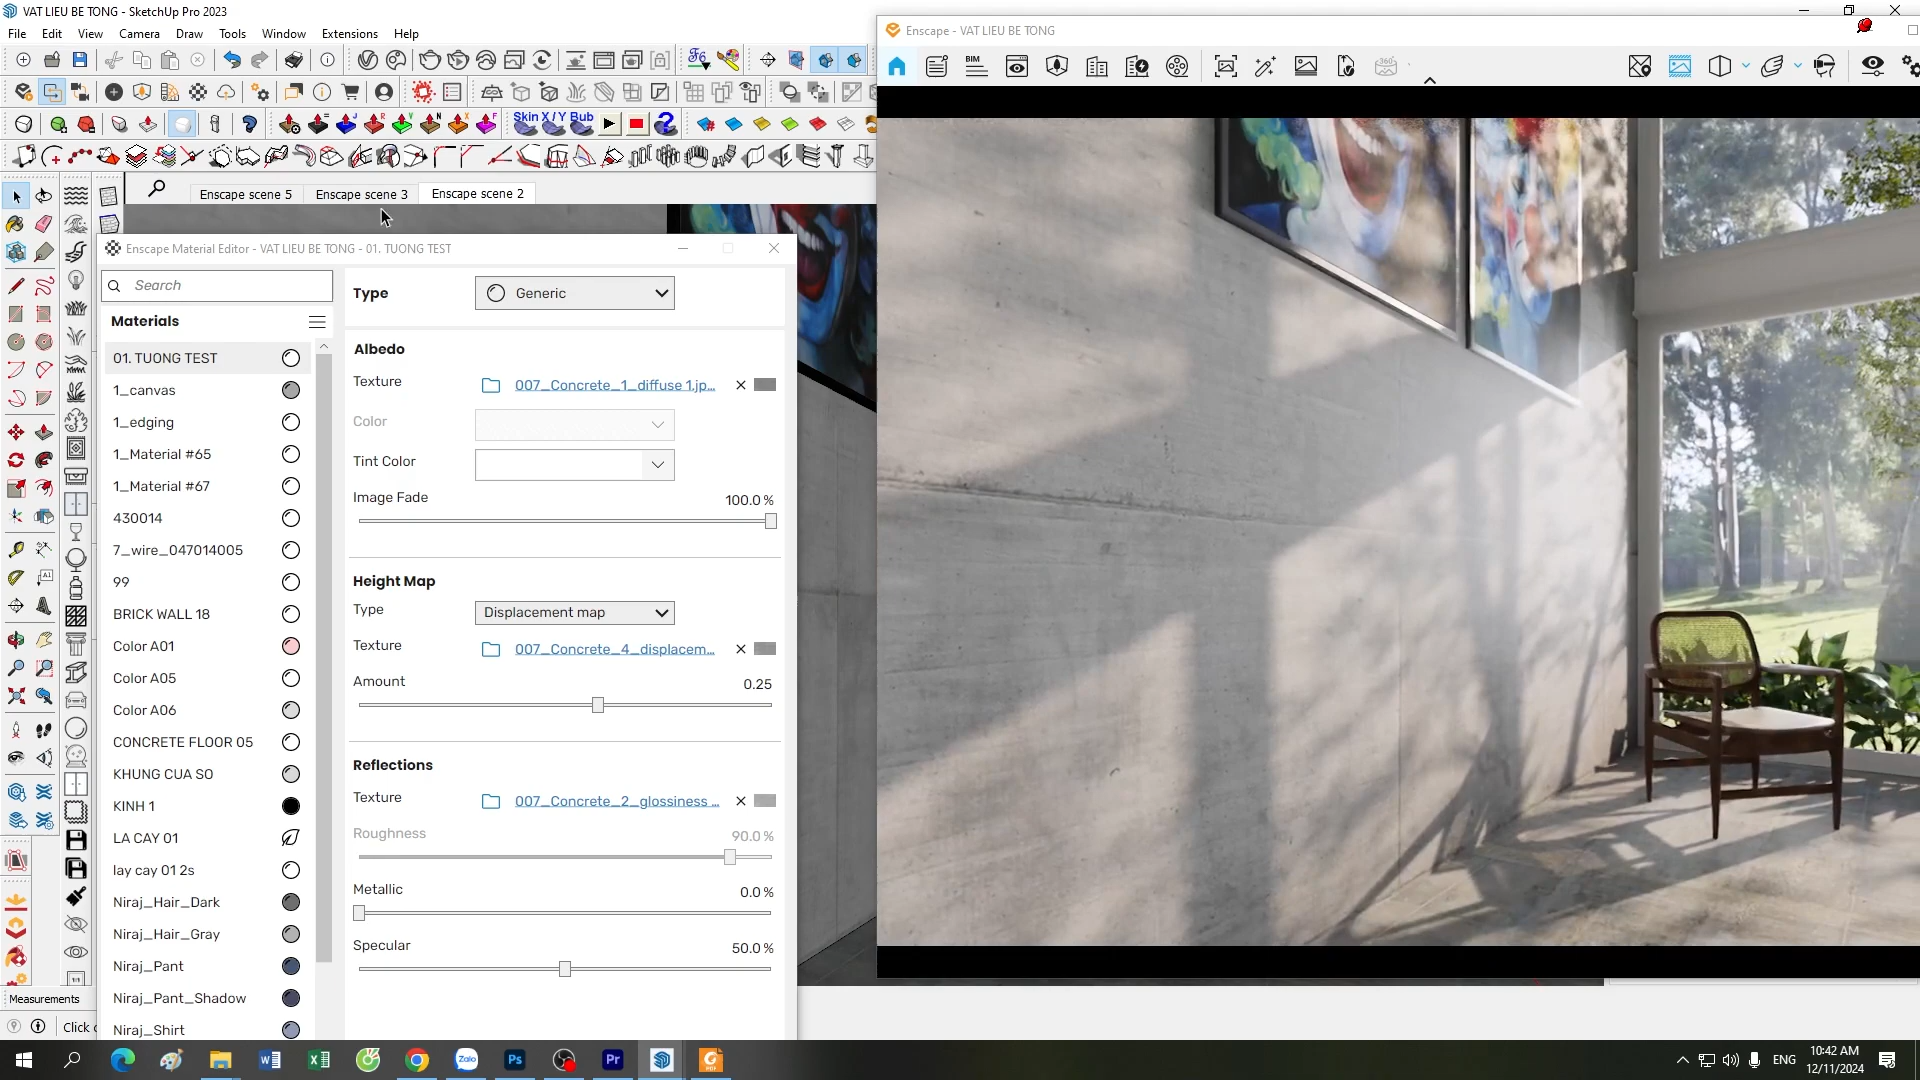 VAT LIEU BE TONG - SketchUp Pro 2023
File Edit View Camera Draw Tools Window Extensions Help
Enscape - VAT LIEU BE TONG
BIM
360
Skin X / Y Bub
Enscape scene 5
Enscape scene 3
Enscape scene 2
Enscape Material Editor - VAT LIEU BE TONG - 01. TUONG TEST
Search
Materials
01. TUONG TEST
1_canvas
1_edging
1_Material #65
1_Material #67
430014
7_wire_047014005
99
BRICK WALL 18
Color A01
Color A05
Color A06
CONCRETE FLOOR 05
KHUNG CUA SO
KINH 1
LA CAY 01
lay cay 01 2s
Niraj_Hair_Dark
Niraj_Hair_Gray
Niraj_Pant
Niraj_Pant_Shadow
Niraj_Shirt
Type
Generic
Albedo
Texture
007_Concrete_1_diffuse 1.jp...
Color
Tint Color
Image Fade
100.0 %
Height Map
Type
Displacement map
Texture
007_Concrete_4_displacem...
Amount
0.25
Reflections
Texture
007_Concrete_2_glossiness ...
Roughness
90.0 %
Metallic
0.0 %
Specular
50.0 %
Measurements
Click
Zalo
Ps
Pr
ENG
10:42 AM
12/11/2024